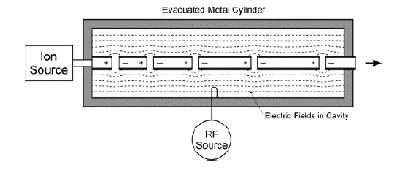 Evacuated Metal Cylinder
Ion
Source
+ - + - + - + - + -
RF
Source
Electric Fields in Cavity